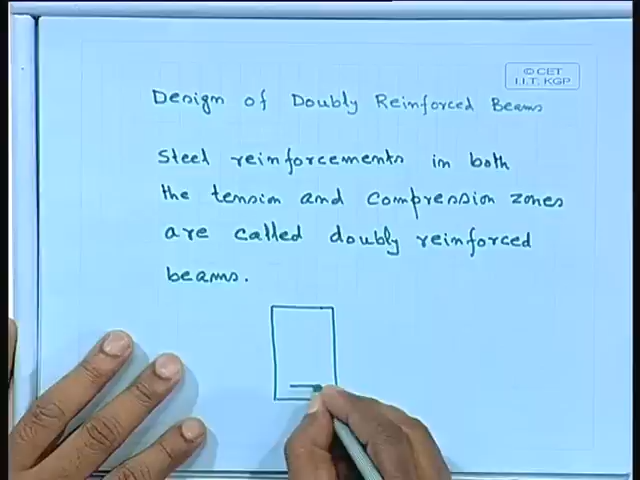 © CET
I.I.T. KGP
Design of Doubly Reinforced Beams
Steel reinforcements in both
the tension and compression zones
are called doubly reinforced
beams.